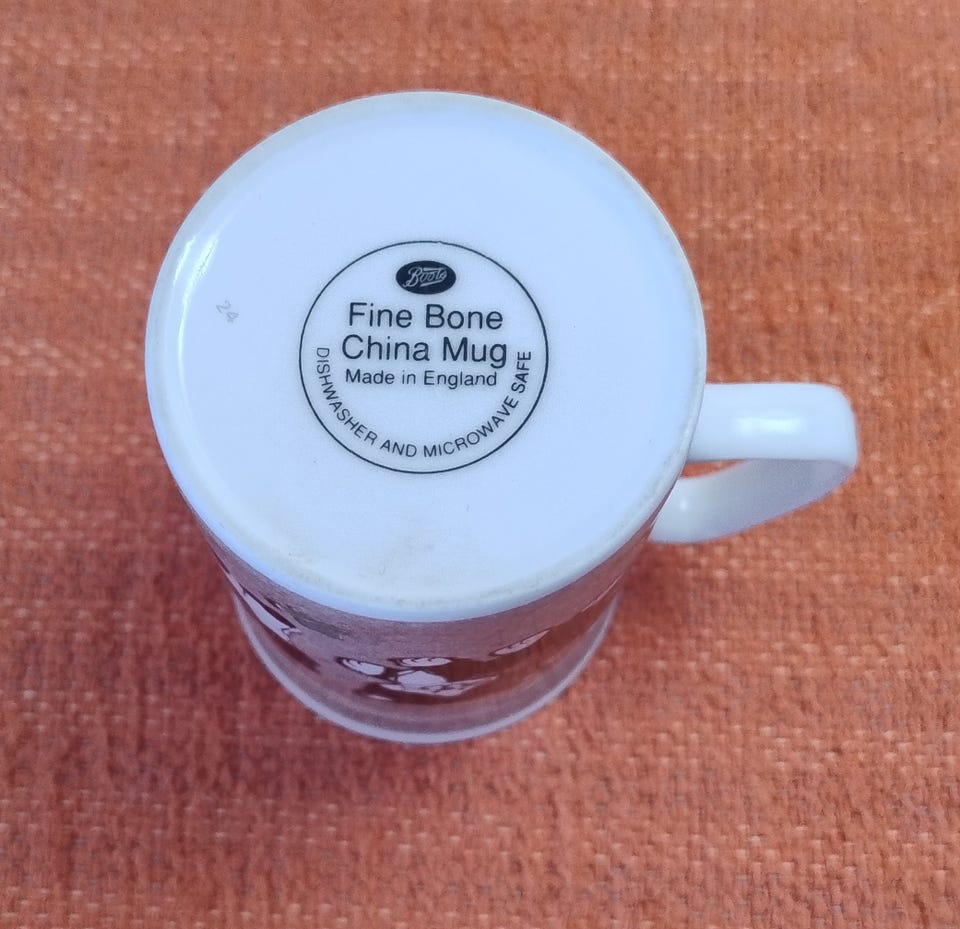 Boots
Fine Bone
China Mug
Made in England
DISHWASHER AND MICROWAVE SAFE
24